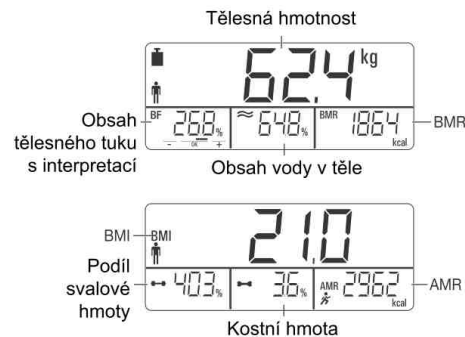 Tělesná hmotnost
62,4 kg
Obsah
tělesného tuku
s interpretací
BF 26,8 %
- OK +
64,8 %
BMR 1864 kcal
BMR
Obsah vody v těle
BMI
BMI
21,0
Podíl
svalové
hmoty
40,3 %
3,6 %
AMR 2962 kcal
AMR
Kostní hmota